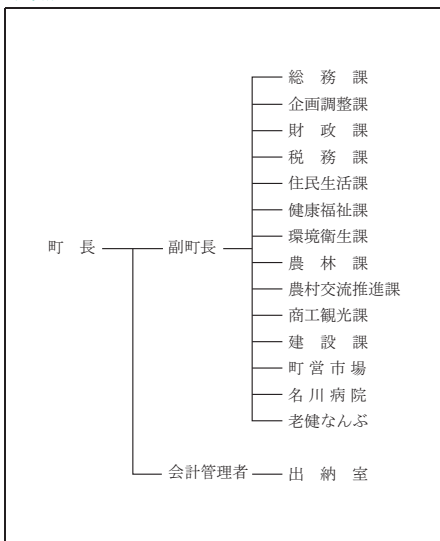 総務課
企画調整課
財政課
税務課
住民生活課
健康福祉課
環境衛生課
町長 副町長 農林課
農村交流推進課
商工観光課
建設課
町営市場
名川病院
老健なんぶ
会計管理者 出納室